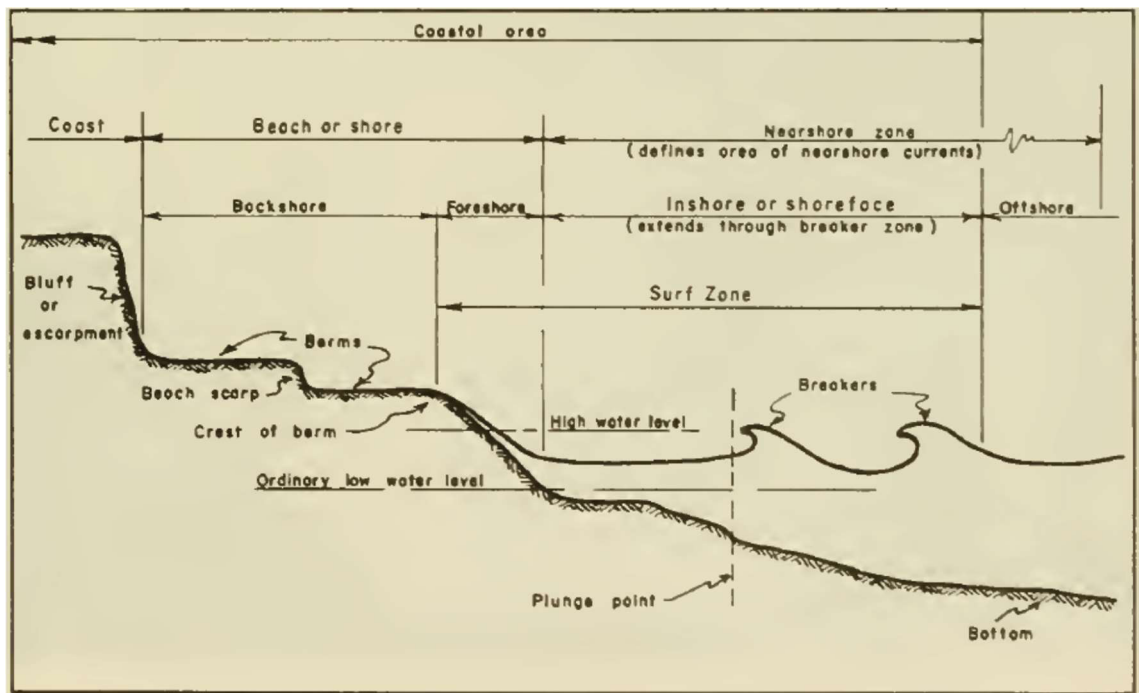 Coastal area
Coast
Beach or shore
Nearshore zone
(defines area of nearshore currents)
Backshore
Foreshore
Inshore or shoreface
(extends through breaker zone)
Offshore
Surf Zone
Bluff
or
escarpment
Berms
Beach scarp
Crest of berm
High water level
Breakers
Ordinary low water level
Plunge point
Bottom